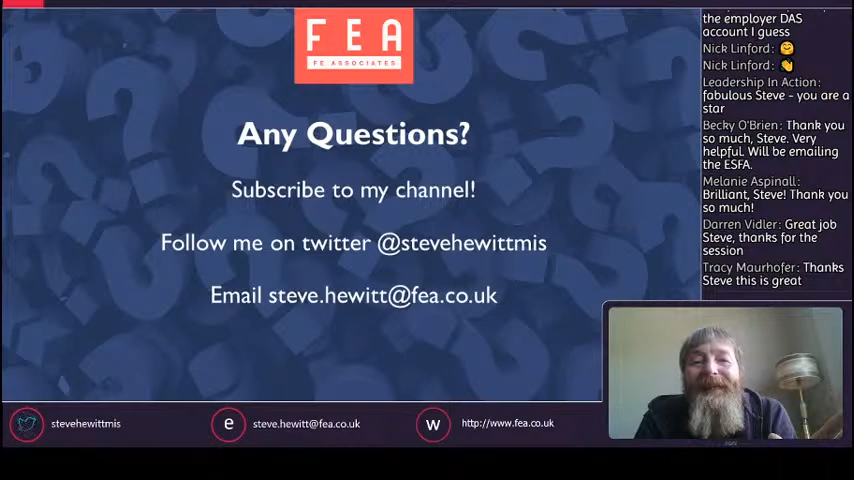 FEA
FE ASSOCIATES
Any Questions?
Subscribe to my channel!
Follow me on twitter @stevehewittmis
Email steve.hewitt@fea.co.uk
the employer DAS
account I guess
Nick Linford: 🤗
Nick Linford: 👏
Leadership In Action:
fabulous Steve - you are a
star
Becky O'Brien: Thank you
so much, Steve. Very
helpful. Will be emailing
the ESFA.
Melanie Aspinall:
Brilliant, Steve! Thank you
so much!
Darren Vidler: Great job
Steve, thanks for the
session
Tracy Maurhofer: Thanks
Steve this is great
stevehewittmis
e steve.hewitt@fea.co.uk
w http://www.fea.co.uk